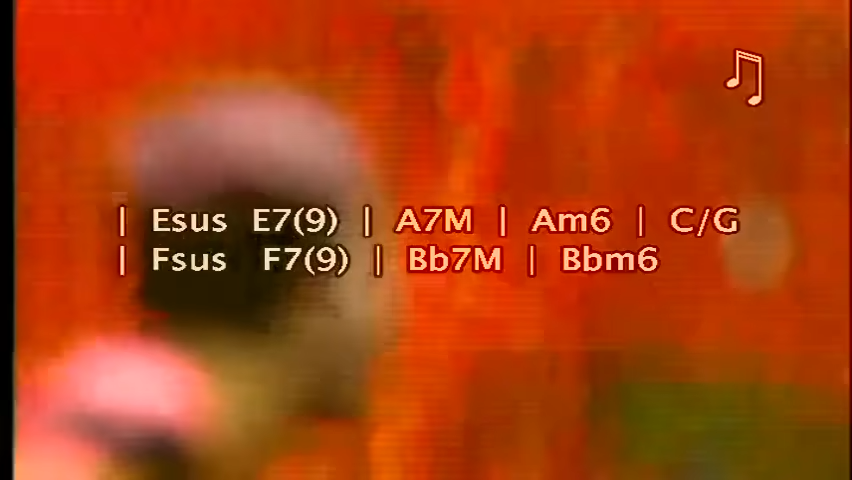 | Esus E7(9) | A7M | Am6 | C/G
| Fsus F7(9) | Bb7M | Bbm6